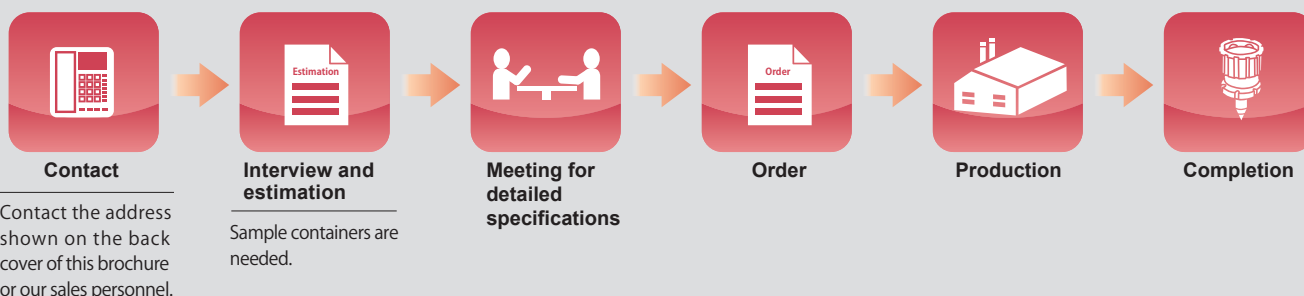 Estimation
Order
Contact
Interview and
estimation
Meeting for
detailed
specifications
Order
Production
Completion
Contact the address
shown on the back
cover of this brochure
or our sales personnel.
Sample containers are
needed.